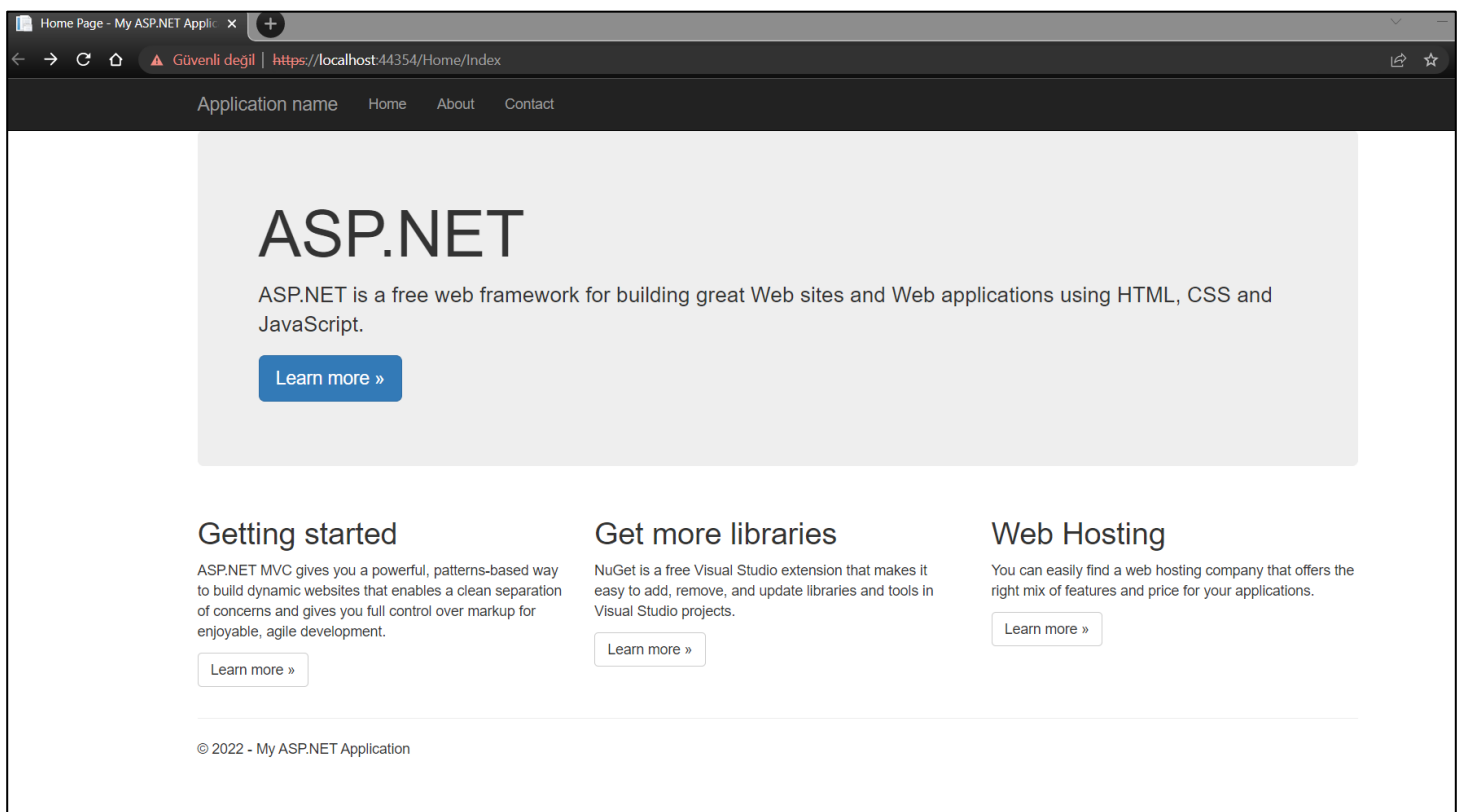 Home Page - My ASP.NET Applic
Güvenli değil | https://localhost:44354/Home/Index
Application name Home About Contact
ASP.NET
ASP.NET is a free web framework for building great Web sites and Web applications using HTML, CSS and
JavaScript.
Learn more »
Getting started
ASP.NET MVC gives you a powerful, patterns-based way
to build dynamic websites that enables a clean separation
of concerns and gives you full control over markup for
enjoyable, agile development.
Learn more »
Get more libraries
NuGet is a free Visual Studio extension that makes it
easy to add, remove, and update libraries and tools in
Visual Studio projects.
Learn more »
Web Hosting
You can easily find a web hosting company that offers the
right mix of features and price for your applications.
Learn more »
© 2022 - My ASP.NET Application